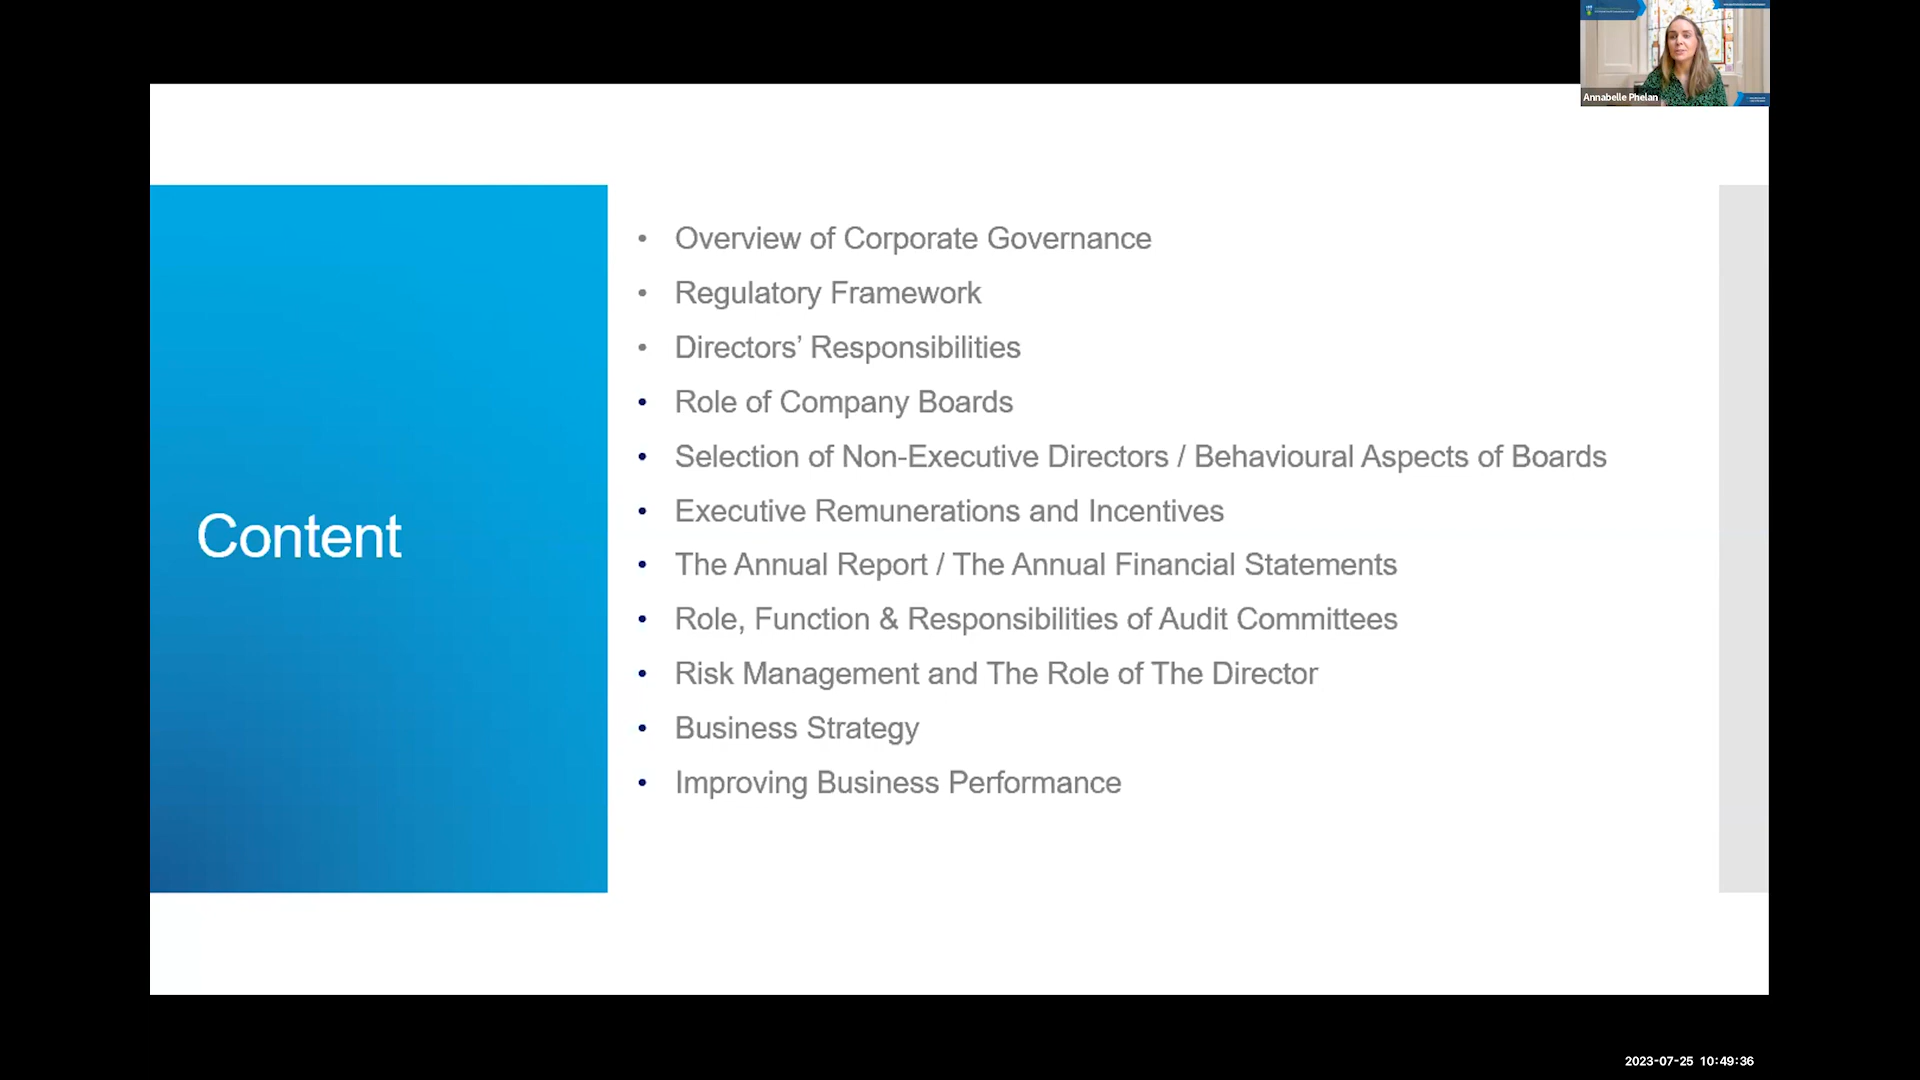 Annabelle Phelan
Content
• Overview of Corporate Governance
• Regulatory Framework
• Directors’ Responsibilities
• Role of Company Boards
• Selection of Non-Executive Directors / Behavioural Aspects of Boards
• Executive Remunerations and Incentives
• The Annual Report / The Annual Financial Statements
• Role, Function & Responsibilities of Audit Committees
• Risk Management and The Role of The Director
• Business Strategy
• Improving Business Performance
2023-07-25 10:49:36